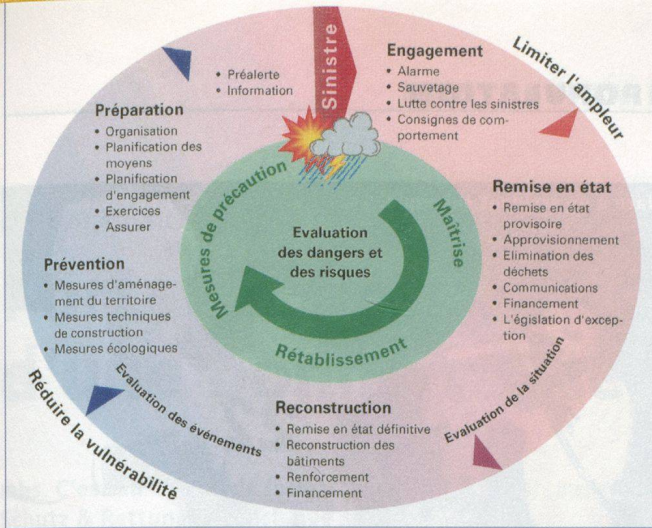 Sinistre
Engagement
• Alarme
• Sauvetage
• Lutte contre les sinistres
• Consignes de com-
portement
Limiter l'ampleur
Remise en état
• Remise en état
provisoire
• Approvisionnement
• Elimination des
déchets
• Communications
• Financement
• L'égislation d'excep-
tion
Evaluation de la situation
Reconstruction
• Remise en état définitive
• Reconstruction des
bâtiments
• Renforcement
• Financement
Evaluation des événements
Réduire la vulnérabilité
Prévention
• Mesures d'aménage-
ment du territoire
• Mesures techniques
de construction
• Mesures écologiques
Préparation
• Organisation
• Planification des
moyens
• Planification
d'engagement
• Exercices
• Assurer
• Préalerte
• Information
Mesures de précaution
Maîtrise
Rétablissement
Evaluation
des dangers et
des risques